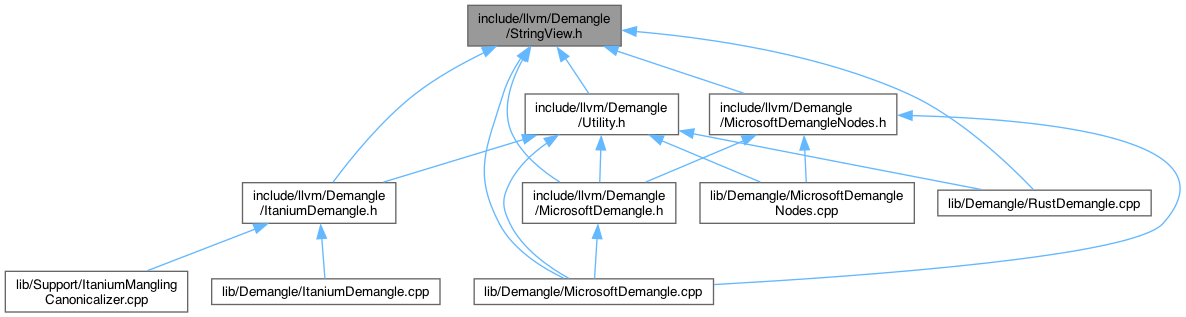 include/llvm/Demangle
/StringView.h
include/llvm/Demangle
/Utility.h
include/llvm/Demangle
/MicrosoftDemangleNodes.h
include/llvm/Demangle
/ItaniumDemangle.h
include/llvm/Demangle
/MicrosoftDemangle.h
lib/Demangle/MicrosoftDemangle
Nodes.cpp
lib/Demangle/RustDemangle.cpp
lib/Support/ItaniumMangling
Canonicalizer.cpp
lib/Demangle/ItaniumDemangle.cpp
lib/Demangle/MicrosoftDemangle.cpp